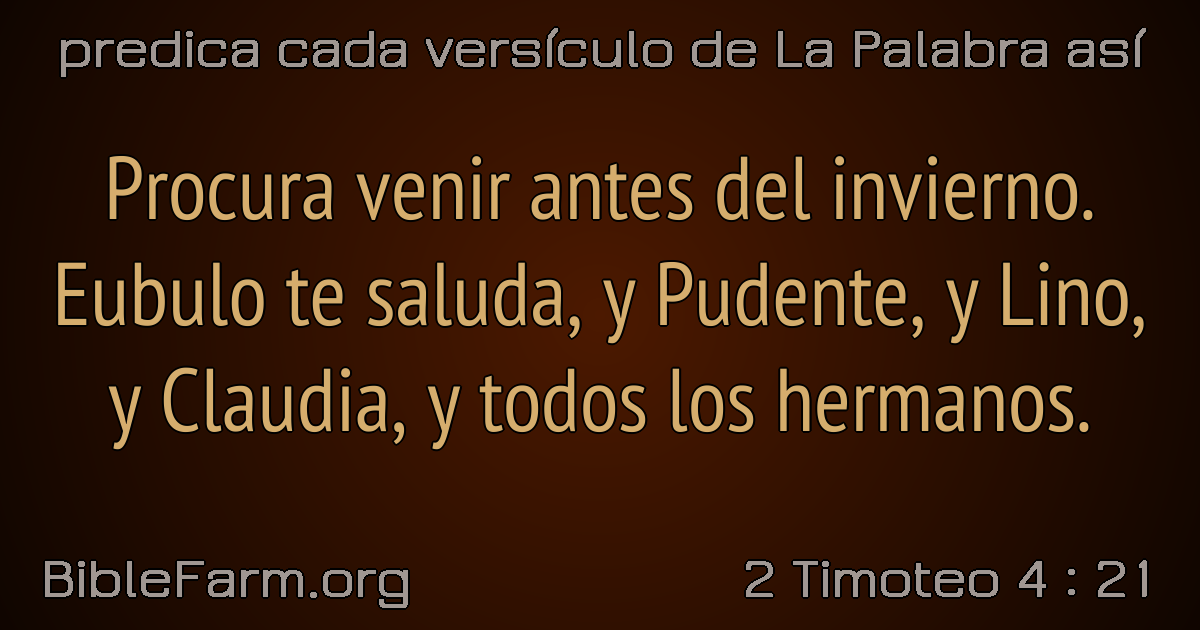 predica cada versículo de La Palabra así
Procura venir antes del invierno.
Eubulo te saluda, y Pudente, y Lino,
y Claudia, y todos los hermanos.
BibleFarm.org
2 Timoteo 4 : 21